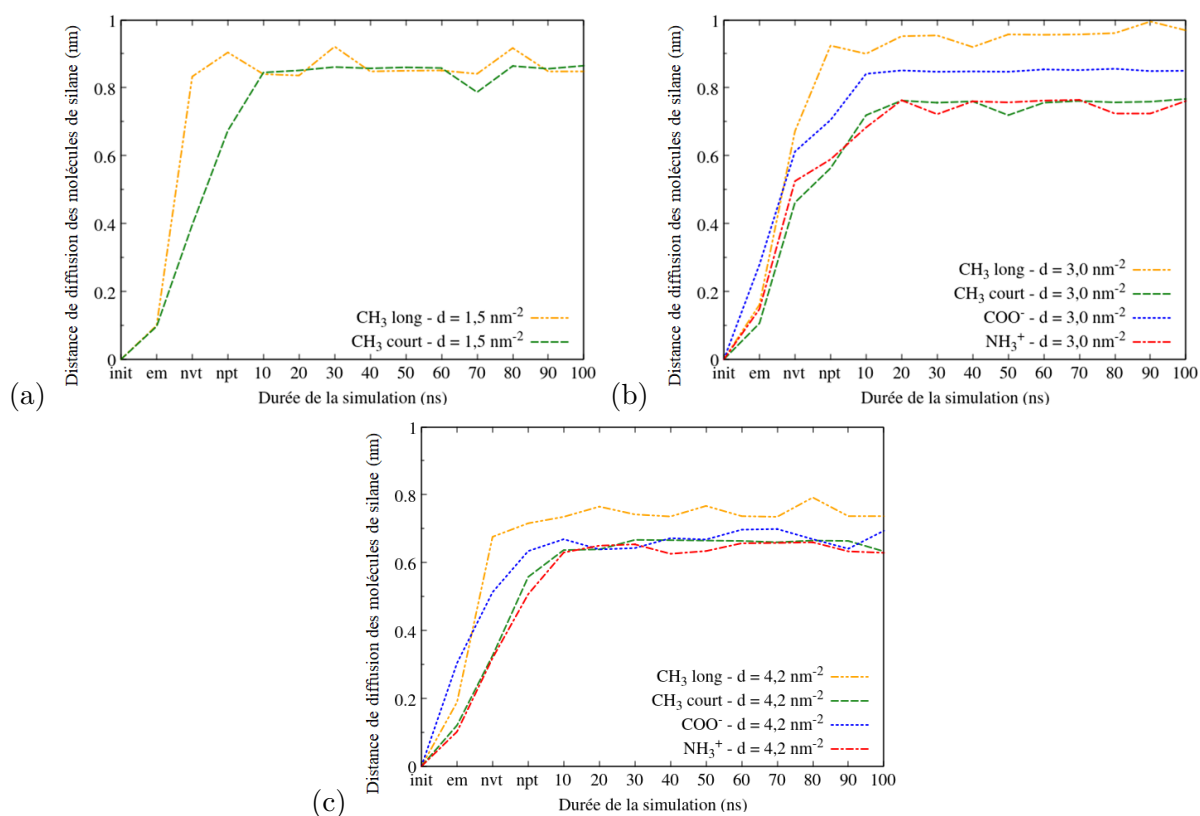 Distance de diffusion des molécules de silane (nm)
1
0.8
0.6
0.4
0.2
0
CH₃ long - d = 1,5 nm⁻²
CH₃ court - d = 1,5 nm⁻²
init em nvt npt 10 20 30 40 50 60 70 80 90 100
Durée de la simulation (ns)
(a)
Distance de diffusion des molécules de silane (nm)
1
0.8
0.6
0.4
0.2
0
CH₃ long - d = 3,0 nm⁻²
CH₃ court - d = 3,0 nm⁻²
COO⁻ - d = 3,0 nm⁻²
NH₃⁺ - d = 3,0 nm⁻²
init em nvt npt 10 20 30 40 50 60 70 80 90 100
Durée de la simulation (ns)
(b)
Distance de diffusion des molécules de silane (nm)
1
0.8
0.6
0.4
0.2
0
CH₃ long - d = 4,2 nm⁻²
CH₃ court - d = 4,2 nm⁻²
COO⁻ - d = 4,2 nm⁻²
NH₃⁺ - d = 4,2 nm⁻²
init em nvt npt 10 20 30 40 50 60 70 80 90 100
Durée de la simulation (ns)
(c)